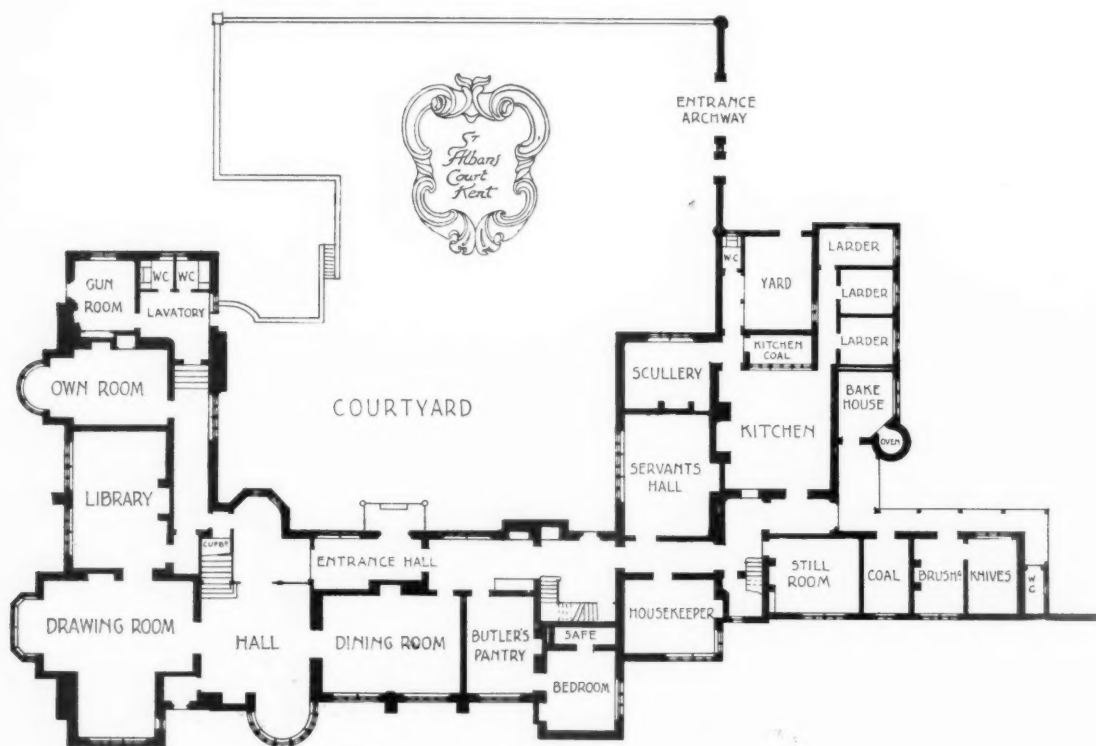 ENTRANCE
ARCHWAY
ST
Albans
Court
Kent
GUN
ROOM
WC
WC
LAVATORY
OWN ROOM
LIBRARY
DRAWING ROOM
CUPBD
HALL
ENTRANCE HALL
DINING ROOM
BUTLER'S
PANTRY
SAFE
BEDROOM
COURTYARD
SCULLERY
SERVANTS
HALL
HOUSEKEEPER
W.C
YARD
KITCHEN
COAL
KITCHEN
LARDER
LARDER
LARDER
BAKE
HOUSE
OVEN
STILL
ROOM
COAL
BRUSHS
KNIVES
W
C